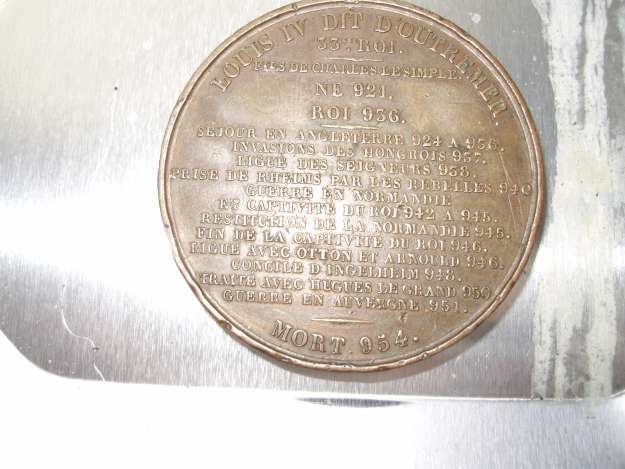 LOUIS IV DIT D'OUTREMER.
33ME ROI.
FILS DE CHARLES LE SIMPLE.
NÉ 921.
ROI 936.
SÉJOUR EN ANGLETERRE 924 A 936.
INVASIONS DES HONGROIS 937.
LIGUE DES SEIGNEURS 938.
PRISE DE RHEIMS PAR LES REBELLES 940
GUERRE EN NORMANDIE
ET CAPTIVITÉ DU ROI 942 A 945.
RESTITUTION DE LA NORMANDIE 945.
FIN DE LA CAPTIVITÉ DU ROI 946.
LIGUE AVEC OTTON ET ARNOULD 946.
CONCILE D'INGELHEIM 948.
TRAITÉ AVEC HUGUES LE GRAND 950
GUERRE EN AUVERGNE 951.
MORT 954.